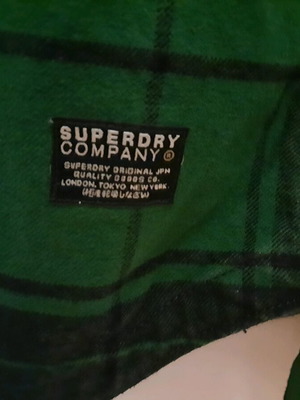 SUPERDRY
COMPANY®
SUPERDRY ORIGINAL JPN
QUALITY GOODS CO.
LONDON. TOKYO NEW YORK.